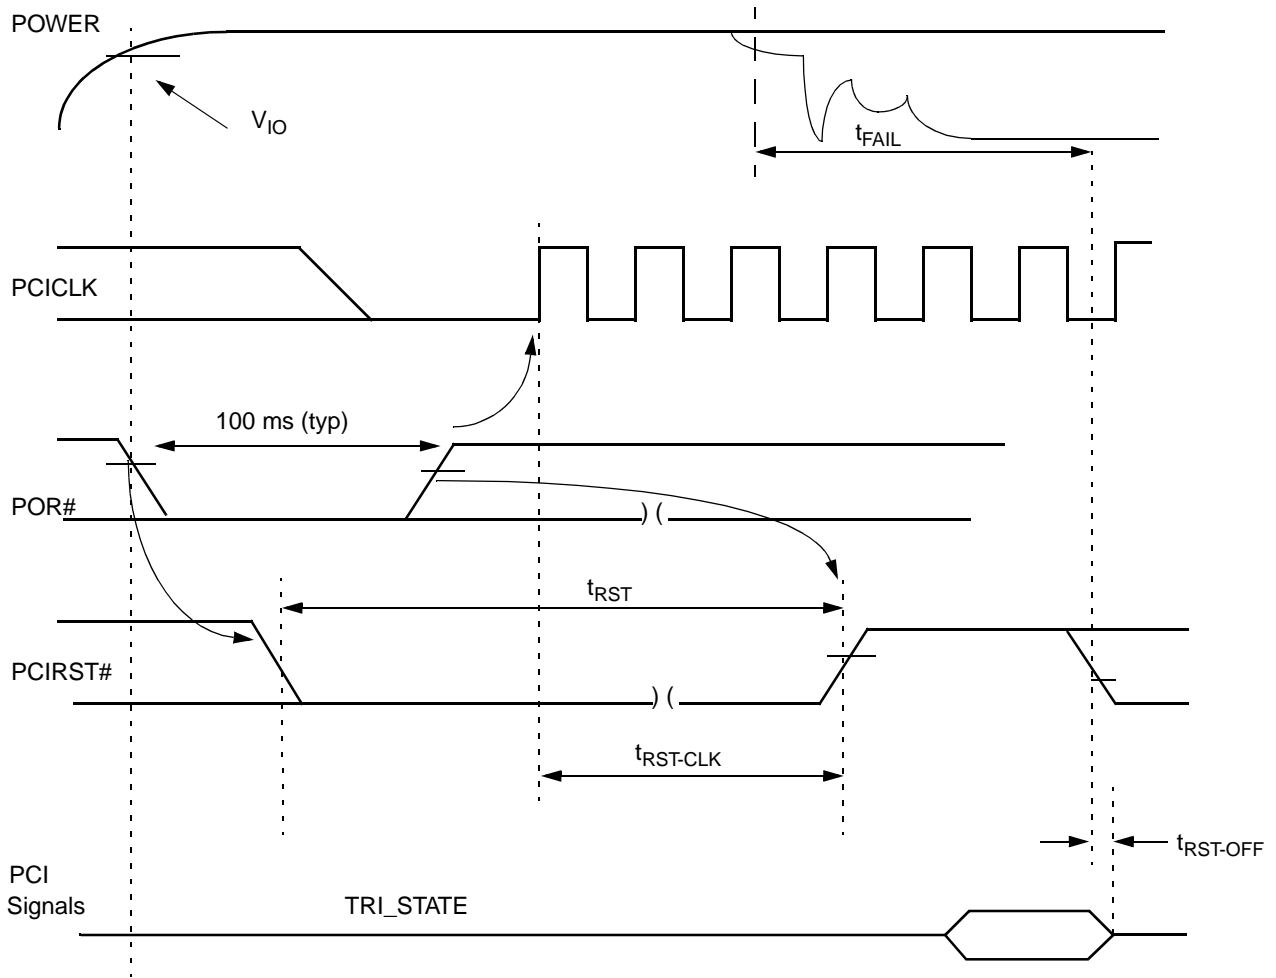 POWER
VIO
tFAIL
PCICLK
100 ms (typ)
POR#
) (
tRST
PCIRST#
) (
tRST-CLK
tRST-OFF
PCI
Signals
TRI_STATE